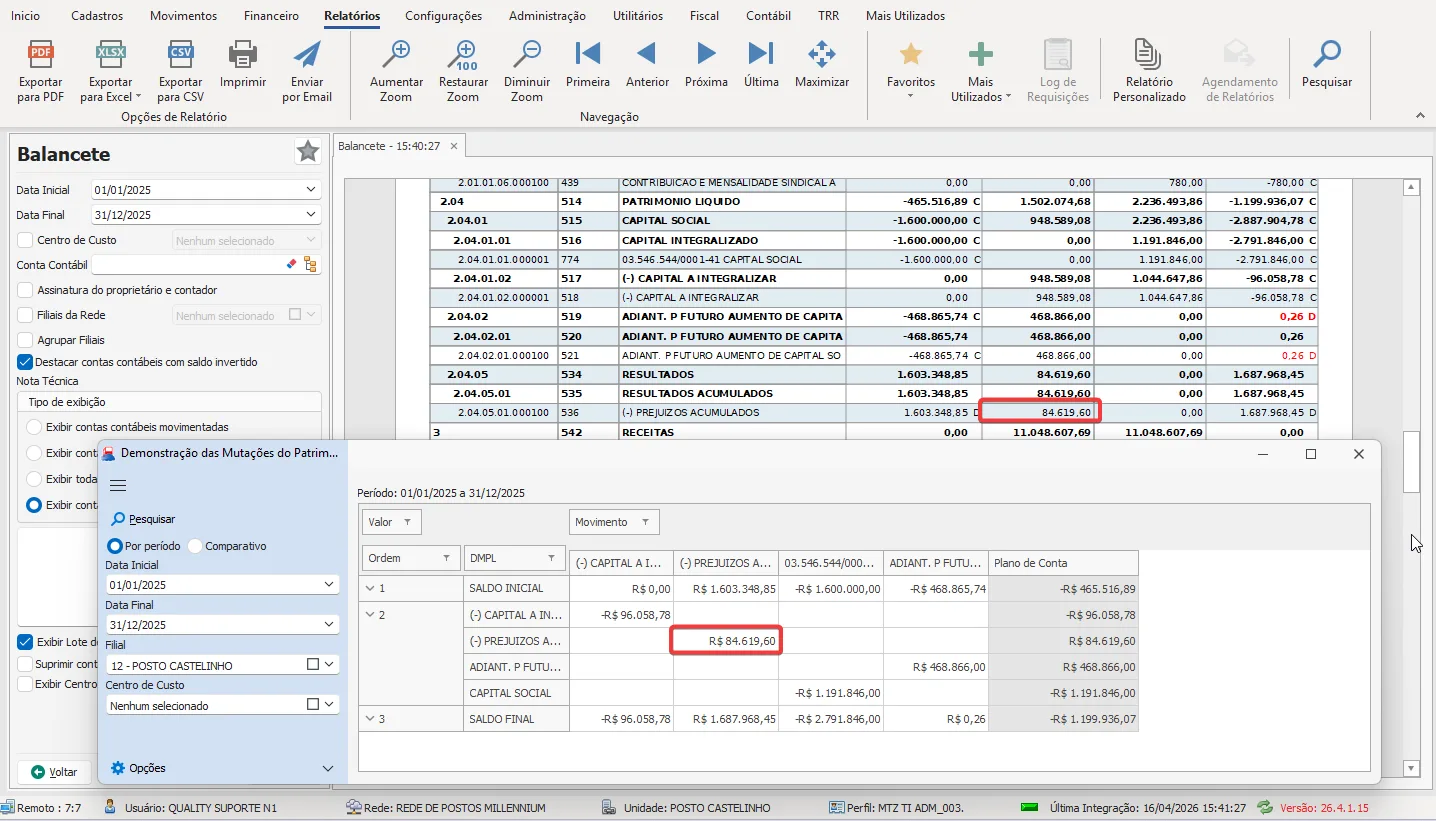 Início Cadastros Movimentos Financeiro Relatórios Configurações Administração Utilitários Fiscal Contábil TRR Mais Utilizados
Exportar para PDF
Exportar para Excel
Exportar para CSV
Imprimir
Enviar por Email
Aumentar Zoom
Restaurar Zoom
Diminuir Zoom
Primeira
Anterior
Próxima
Última
Maximizar
Favoritos
Mais Utilizados
Log de Requisições
Relatório Personalizado
Agendamento de Relatórios
Pesquisar
Opções de Relatório
Navegação
Balancete
Data Inicial 01/01/2025
Data Final 31/12/2025
Centro de Custo Nenhum selecionado
Conta Contábil
Assinatura do proprietário e contador
Filiais da Rede Nenhum selecionado
Agrupar Filiais
Destacar contas contábeis com saldo invertido
Nota Técnica
Tipo de exibição
Exibir contas contábeis movimentadas
Exibir cont
Exibir toda
Exibir cont
Exibir Lote d
Suprimir cont
Exibir Centro
Voltar
Balancete - 15:40:27
2.01.01.06.000100 439 CONTRIBUICAO E MENSALIDADE SINDICAL A 0,00 0,00 780,00 -780,00 C
2.04 514 PATRIMONIO LIQUIDO -465.516,89 C 1.502.074,68 2.236.493,86 -1.199.936,07 C
2.04.01 515 CAPITAL SOCIAL -1.600.000,00 C 948.589,08 2.236.493,86 -2.887.904,78 C
2.04.01.01 516 CAPITAL INTEGRALIZADO -1.600.000,00 C 0,00 1.191.846,00 -2.791.846,00 C
2.04.01.01.000001 774 03.546.544/0001-41 CAPITAL SOCIAL -1.600.000,00 C 0,00 1.191.846,00 -2.791.846,00 C
2.04.01.02 517 (-) CAPITAL A INTEGRALIZAR 0,00 948.589,08 1.044.647,86 -96.058,78 C
2.04.01.02.000001 518 (-) CAPITAL A INTEGRALIZAR 0,00 948.589,08 1.044.647,86 -96.058,78 C
2.04.02 519 ADIANT. P FUTURO AUMENTO DE CAPITA -468.865,74 C 468.866,00 0,00 0,26 D
2.04.02.01 520 ADIANT. P FUTURO AUMENTO DE CAPITA -468.865,74 468.866,00 0,00 0,26
2.04.02.01.000100 521 ADIANT. P FUTURO AUMENTO DE CAPITAL SO -468.865,74 C 468.866,00 0,00 0,26 D
2.04.05 534 RESULTADOS 1.603.348,85 84.619,60 0,00 1.687.968,45
2.04.05.01 535 RESULTADOS ACUMULADOS 1.603.348,85 84.619,60 0,00 1.687.968,45
2.04.05.01.000100 536 (-) PREJUIZOS ACUMULADOS 1.603.348,85 D 84.619,60 0,00 1.687.968,45 D
3 542 RECEITAS 0,00 11.048.607,69 11.048.607,69 0,00
Demonstração das Mutações do Patrim...
Pesquisar
Por período Comparativo
Data Inicial
01/01/2025
Data Final
31/12/2025
Filial
12 - POSTO CASTELINHO
Centro de Custo
Nenhum selecionado
Opções
Período: 01/01/2025 a 31/12/2025
Valor Movimento
Ordem DMPL (-) CAPITAL A I... (-) PREJUIZOS A... 03.546.544/000... ADIANT. P FUTU... Plano de Conta
1 SALDO INICIAL R$ 0,00 R$ 1.603.348,85 -R$ 1.600.000,00 -R$ 468.865,74 -R$ 465.516,89
2 (-) CAPITAL A IN... -R$ 96.058,78 -R$ 96.058,78
(-) PREJUIZOS A... R$ 84.619,60 R$ 84.619,60
ADIANT. P FUTU... R$ 468.866,00 R$ 468.866,00
CAPITAL SOCIAL -R$ 1.191.846,00 -R$ 1.191.846,00
3 SALDO FINAL -R$ 96.058,78 R$ 1.687.968,45 -R$ 2.791.846,00 R$ 0,26 -R$ 1.199.936,07
Remoto : 7:7 Usuário: QUALITY SUPORTE N1 Rede: REDE DE POSTOS MILLENNIUM Unidade: POSTO CASTELINHO Perfil: MTZ TI ADM_003. Última Integração: 16/04/2026 15:41:27 Versão: 26.4.1.15